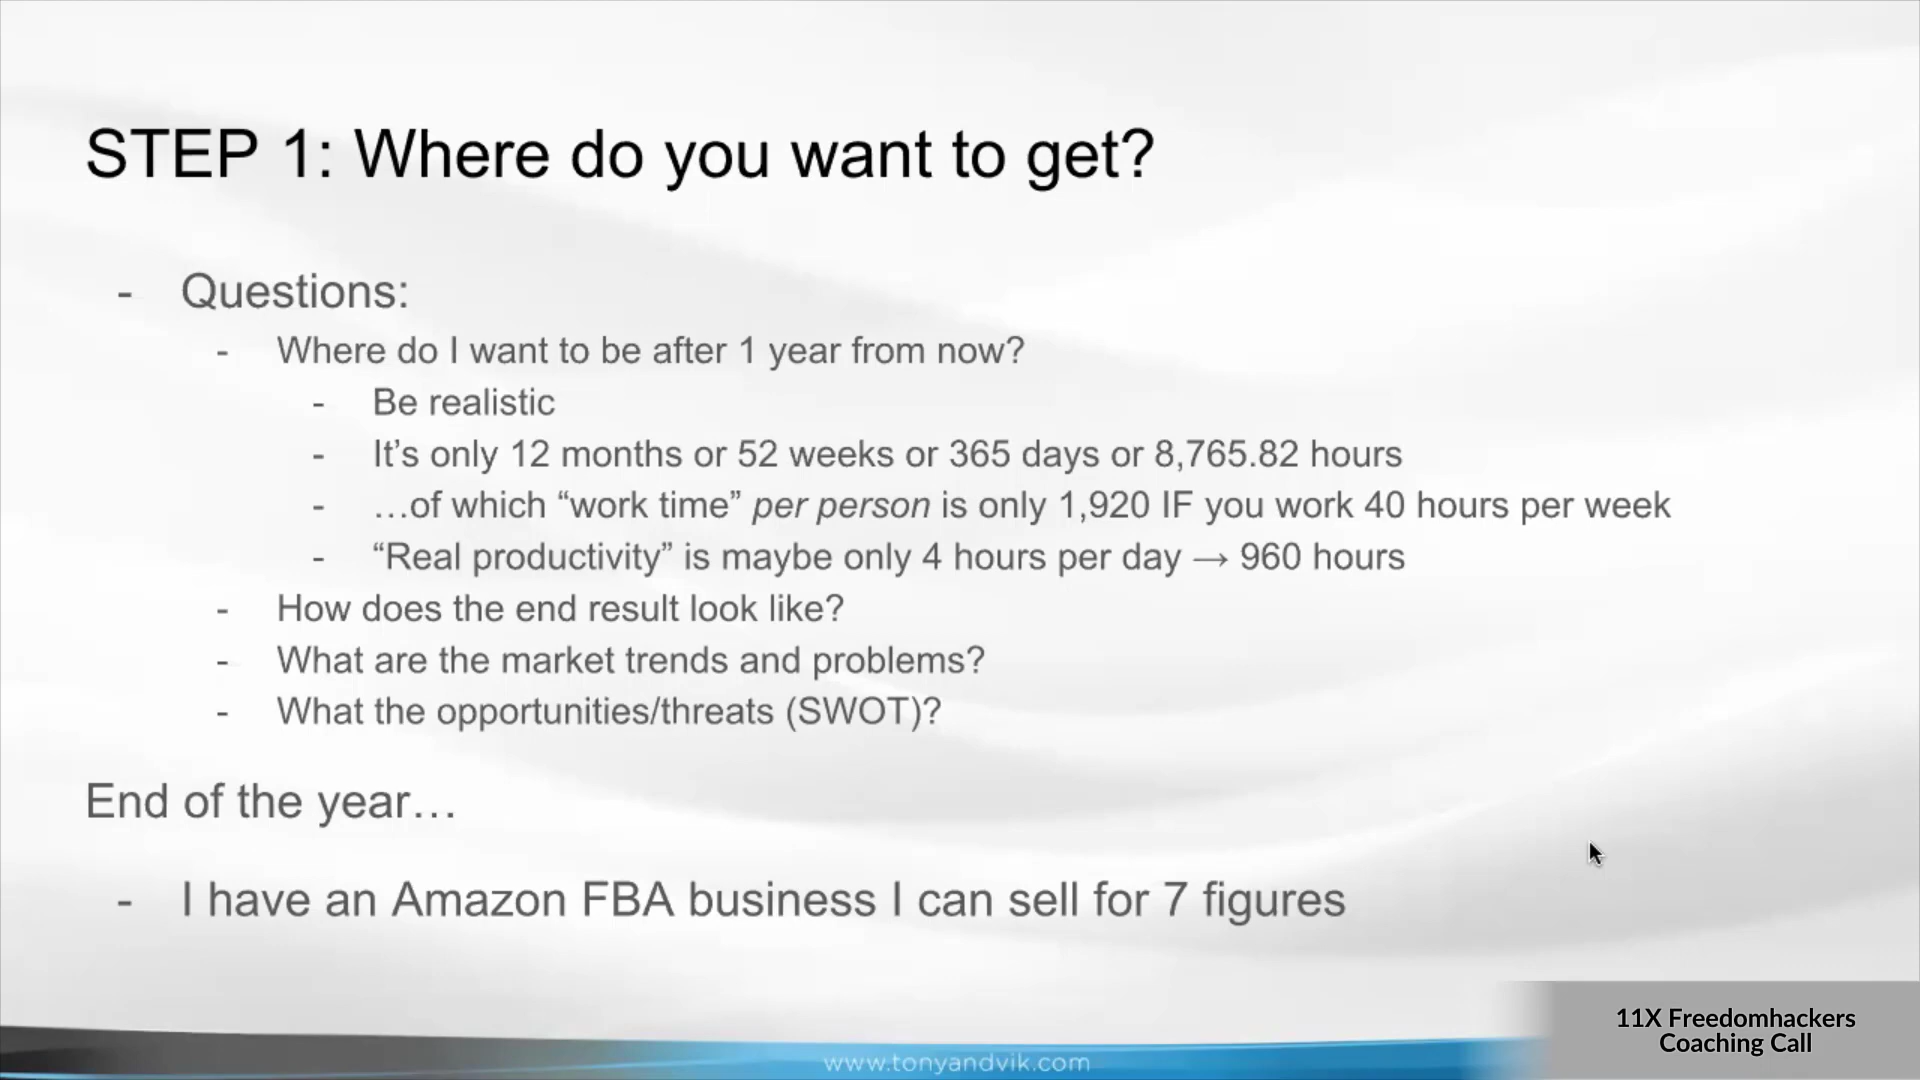 STEP 1: Where do you want to get?
- Questions:
- Where do I want to be after 1 year from now?
- Be realistic
- It’s only 12 months or 52 weeks or 365 days or 8,765.82 hours
- …of which “work time” per person is only 1,920 IF you work 40 hours per week
- “Real productivity” is maybe only 4 hours per day → 960 hours
- How does the end result look like?
- What are the market trends and problems?
- What the opportunities/threats (SWOT)?
End of the year…
- I have an Amazon FBA business I can sell for 7 figures
11X Freedomhackers
Coaching Call
www.tonyandvik.com